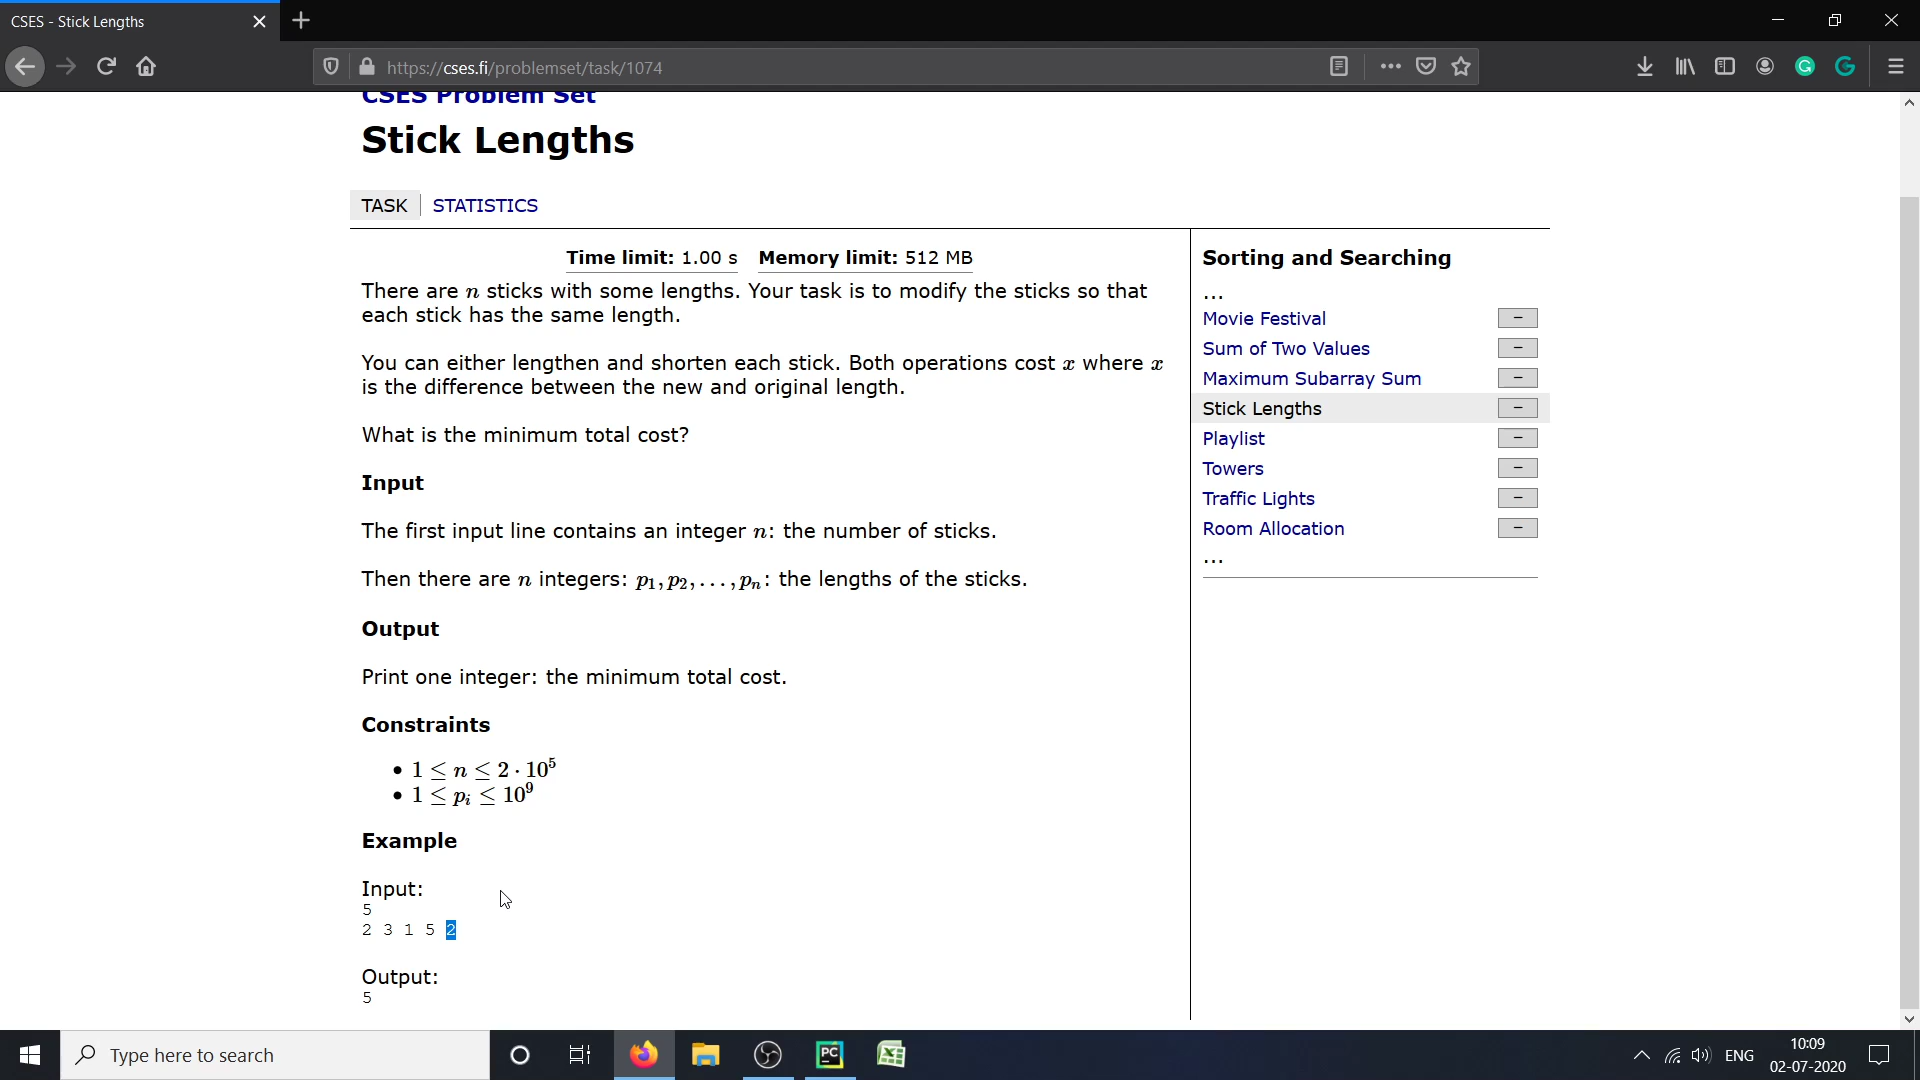 CSES - Stick Lengths
https://cses.fi/problemset/task/1074
CSES Problem Set
Stick Lengths
TASK STATISTICS
Time limit: 1.00 s Memory limit: 512 MB
There are n sticks with some lengths. Your task is to modify the sticks so that
each stick has the same length.
You can either lengthen and shorten each stick. Both operations cost x where x
is the difference between the new and original length.
What is the minimum total cost?
Input
The first input line contains an integer n: the number of sticks.
Then there are n integers: p₁, p₂, . . . , pₙ: the lengths of the sticks.
Output
Print one integer: the minimum total cost.
Constraints
• 1 ≤ n ≤ 2 · 10⁵
• 1 ≤ pᵢ ≤ 10⁹
Example
Input:
5
2 3 1 5 2
Output:
5
Sorting and Searching
...
Movie Festival –
Sum of Two Values –
Maximum Subarray Sum –
Stick Lengths –
Playlist –
Towers –
Traffic Lights –
Room Allocation –
...
Type here to search
PC
ENG
10:09
02-07-2020